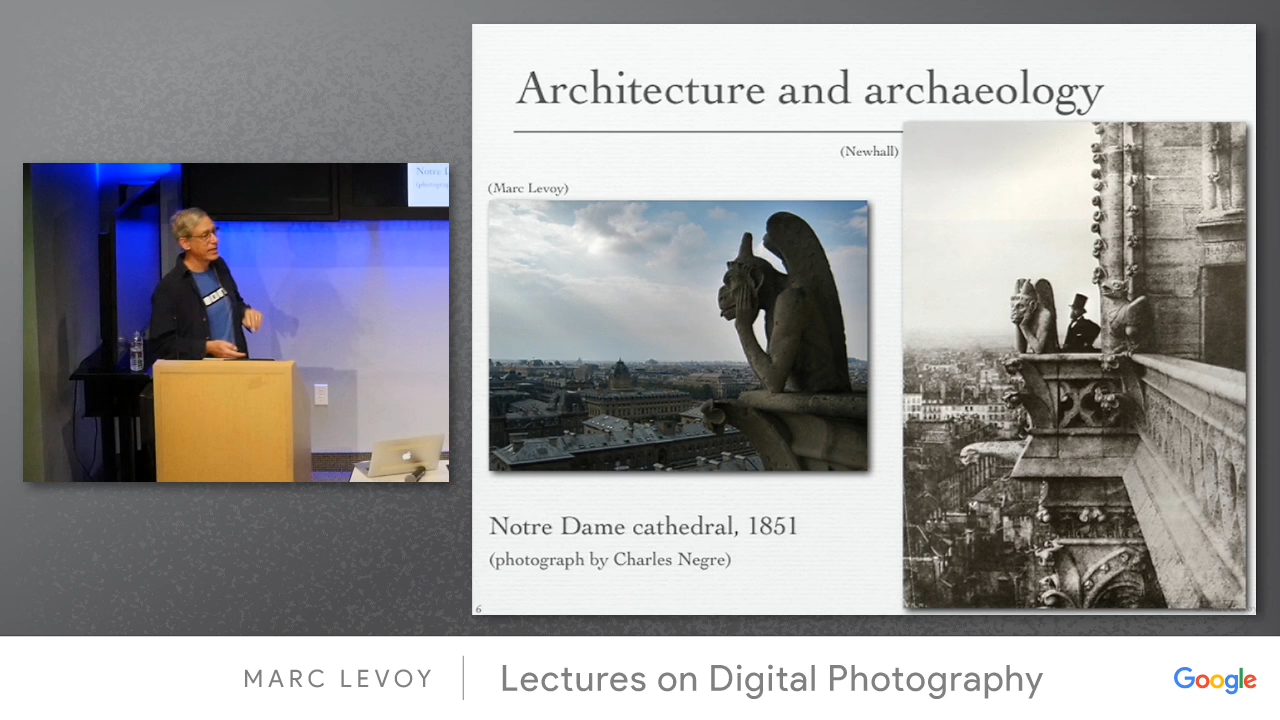 Architecture and archaeology
(Newhall)
(Marc Levoy)
Notre Dame cathedral, 1851
(photograph by Charles Negre)
6
MARC LEVOY
Lectures on Digital Photography
Google